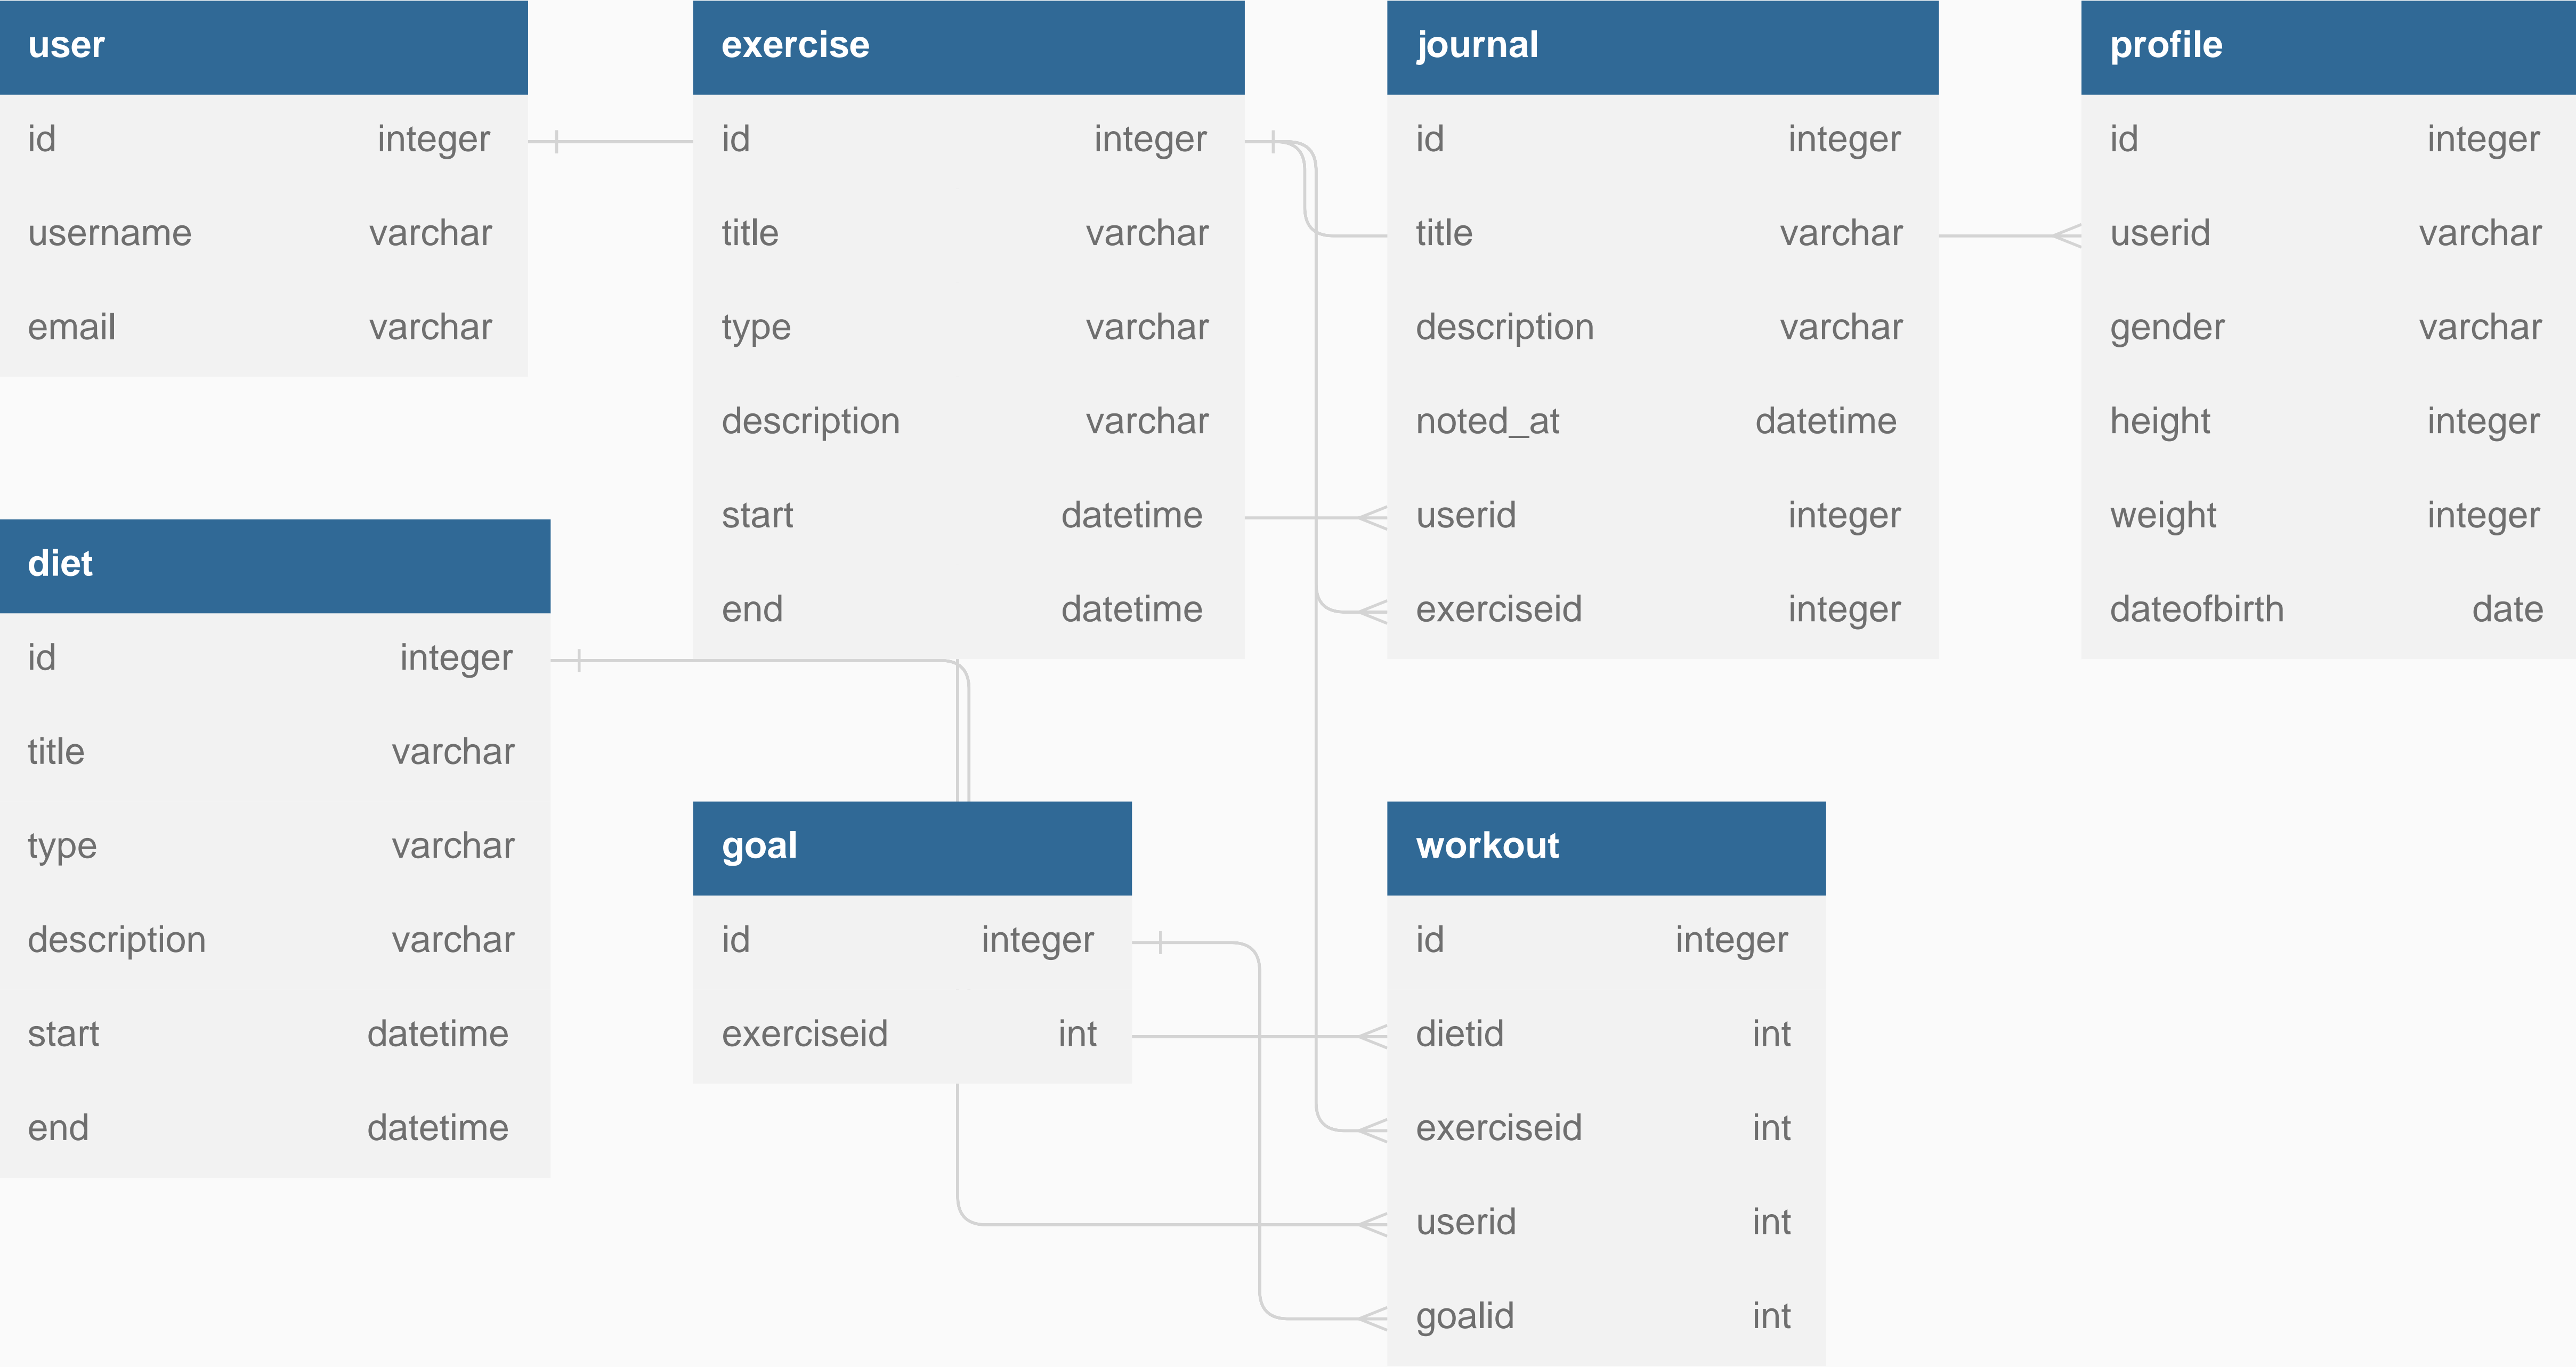 user
id integer
username varchar
email varchar
exercise
id integer
title varchar
type varchar
description varchar
start datetime
end datetime
journal
id integer
title varchar
description varchar
noted_at datetime
userid integer
exerciseid integer
profile
id integer
userid varchar
gender varchar
height integer
weight integer
dateofbirth date
diet
id integer
title varchar
type varchar
description varchar
start datetime
end datetime
goal
id integer
exerciseid int
workout
id integer
dietid int
exerciseid int
userid int
goalid int